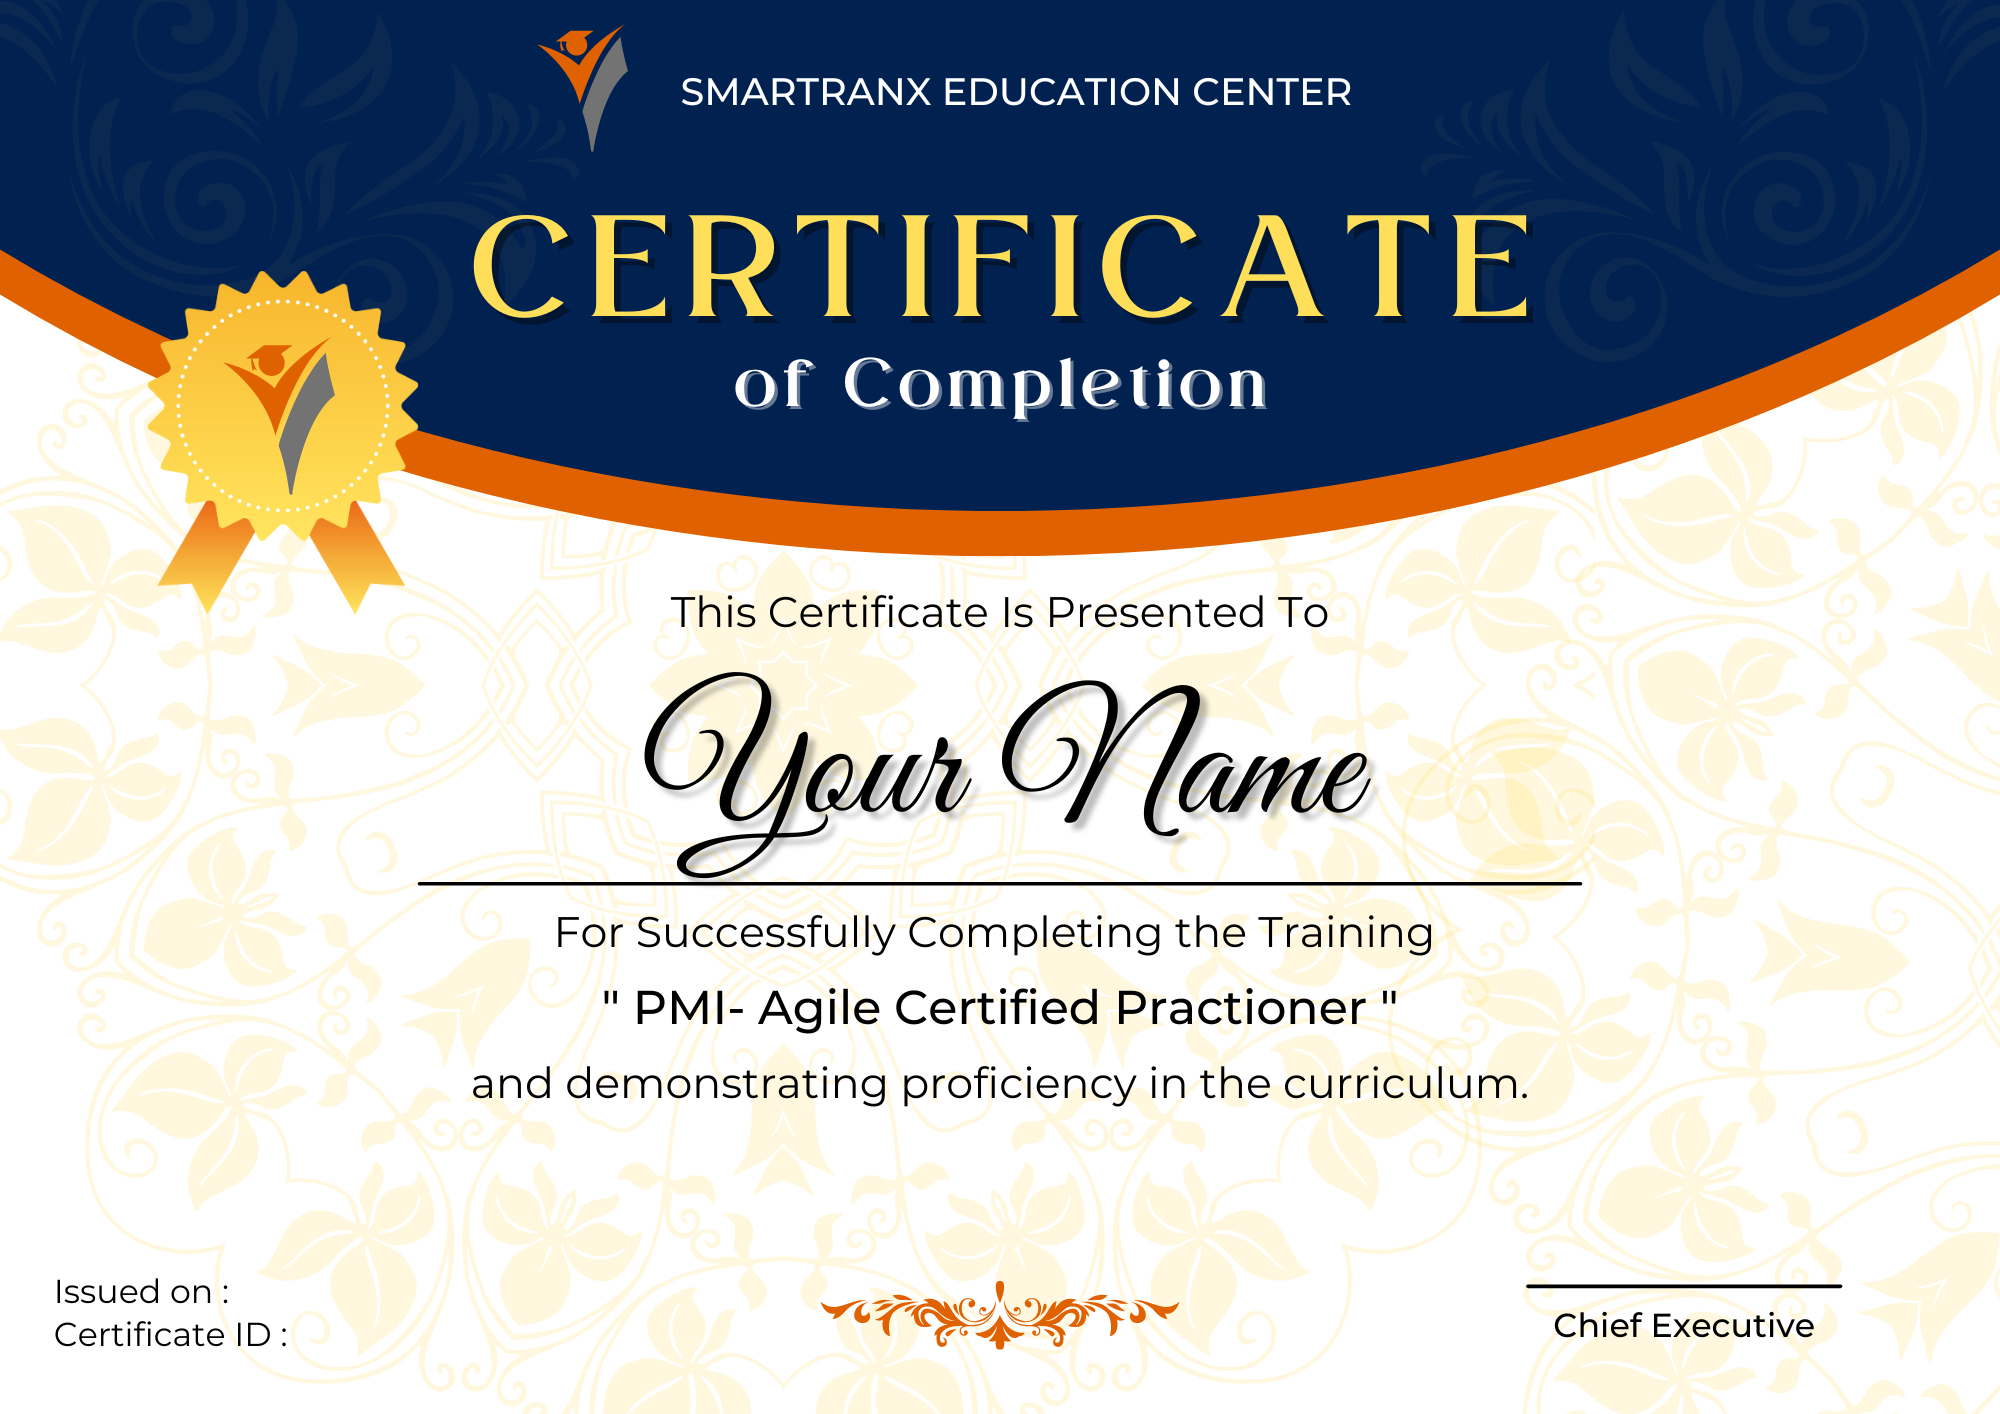 SMARTRANX EDUCATION CENTER
CERTIFICATE
of Completion
This Certificate Is Presented To
Your Name
For Successfully Completing the Training
" PMI- Agile Certified Practioner "
and demonstrating proficiency in the curriculum.
Issued on :
Certificate ID :
Chief Executive